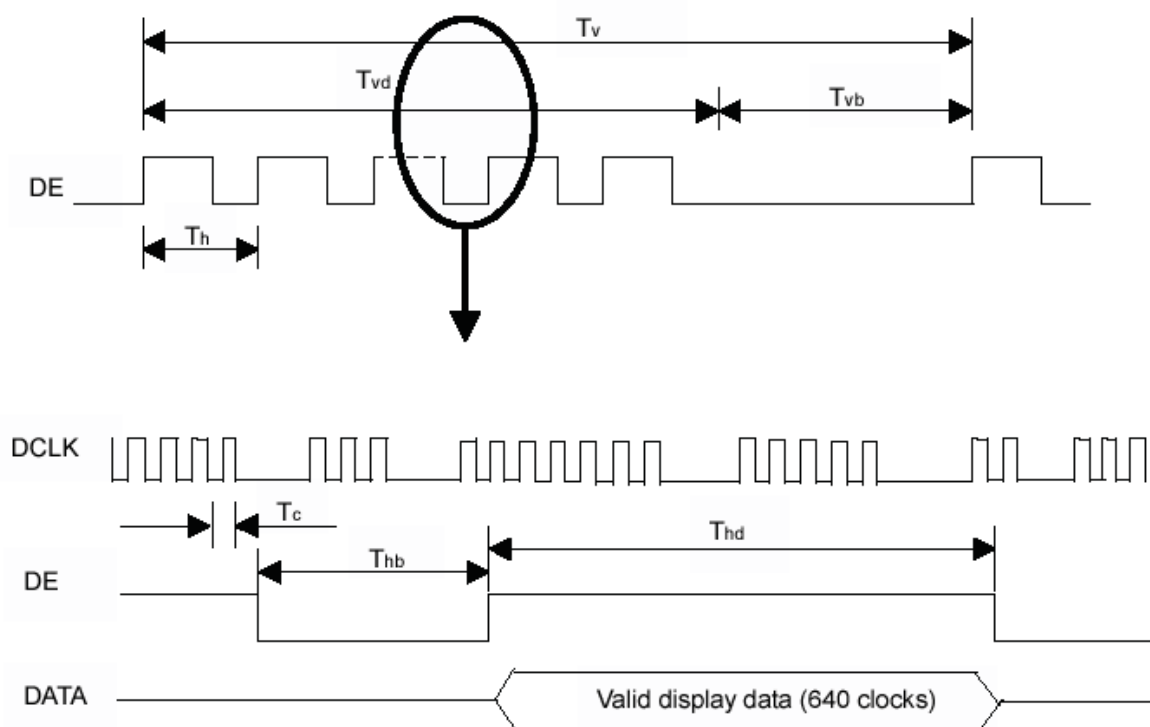 Tv
Tvd
Tvb
DE
Th
DCLK
Tc
Thd
Thb
DE
DATA
Valid display data (640 clocks)